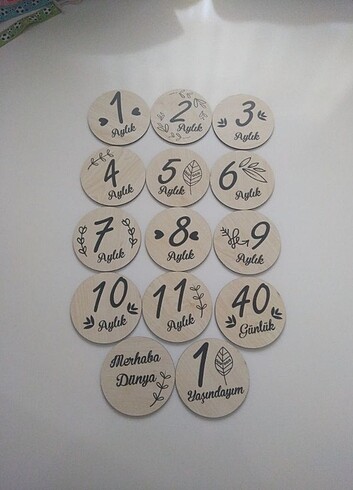 1
Aylık
2
Aylık
3
Aylık
4
Aylık
5
Aylık
6
Aylık
7
Aylık
8
Aylık
9
Aylık
10
Aylık
11
Aylık
40
Günlük
Merhaba
Dünya
1
Yaşındayım